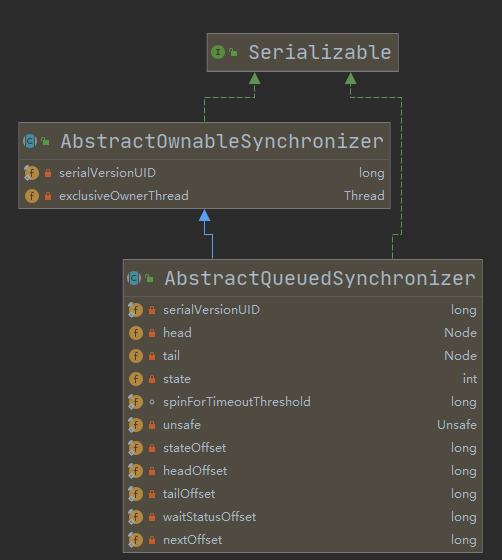 Serializable
AbstractOwnableSynchronizer
serialVersionUID long
exclusiveOwnerThread Thread
AbstractQueuedSynchronizer
serialVersionUID long
head Node
tail Node
state int
spinForTimeoutThreshold long
unsafe Unsafe
stateOffset long
headOffset long
tailOffset long
waitStatusOffset long
nextOffset long